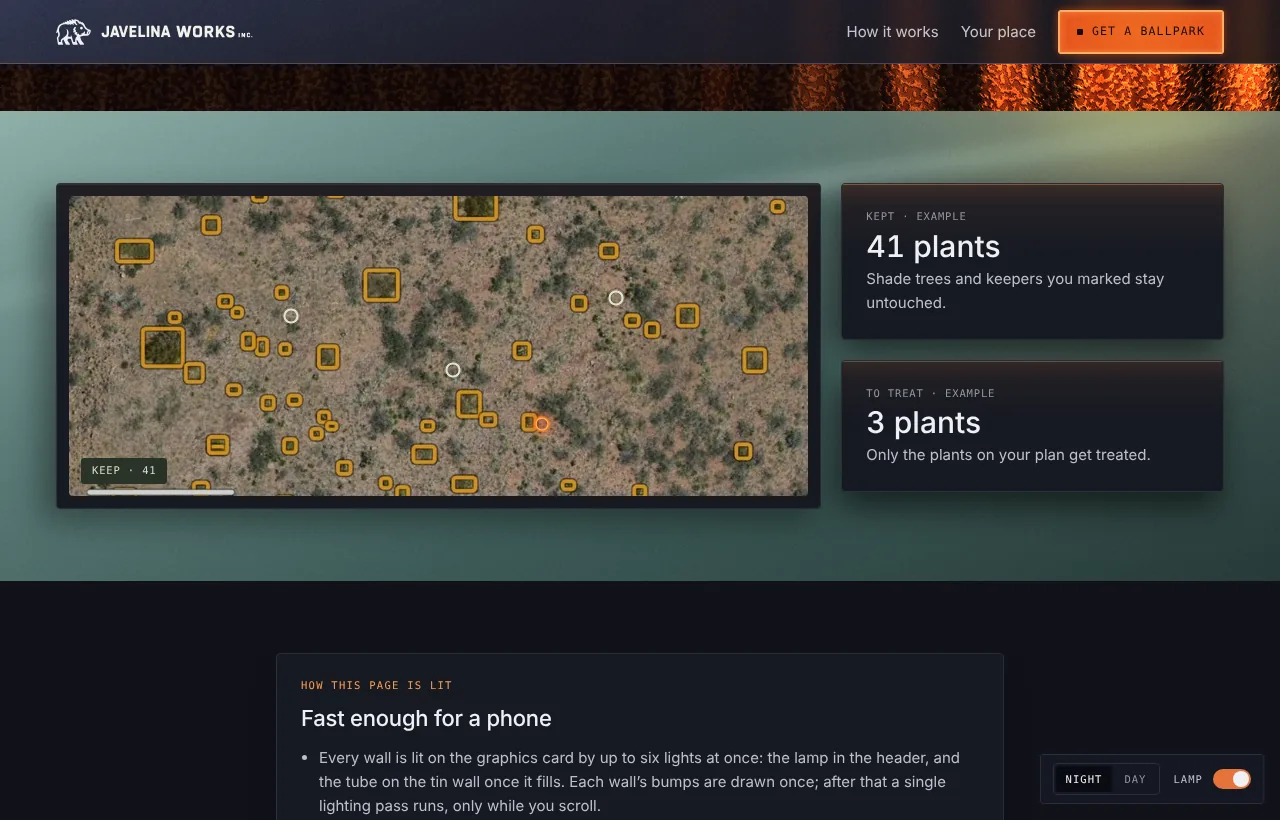 JAVELINA WORKS INC.
How it works
Your place
GET A BALLPARK
KEPT · EXAMPLE
41 plants
Shade trees and keepers you marked stay
untouched.
KEEP · 41
TO TREAT · EXAMPLE
3 plants
Only the plants on your plan get treated.
HOW THIS PAGE IS LIT
Fast enough for a phone
• Every wall is lit on the graphics card by up to six lights at once: the lamp in the header, and
the tube on the tin wall once it fills. Each wall’s bumps are drawn once; after that a single
lighting pass runs, only while you scroll.
NIGHT DAY LAMP